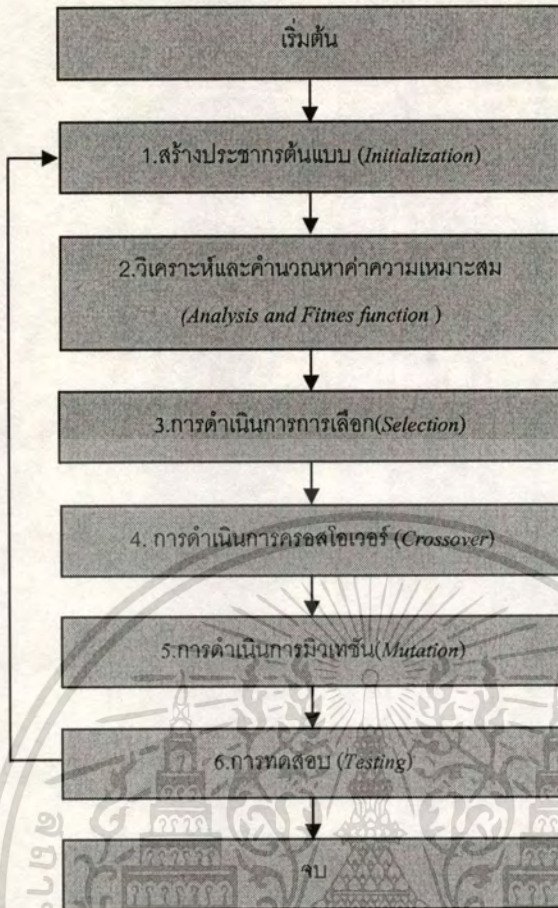 เริ่มต้น
1.สร้างประชากรต้นแบบ (Initialization)
2.วิเคราะห์และคำนวณหาค่าความเหมาะสม
(Analysis and Fitnes function )
3.การดำเนินการการเลือก(Selection)
4. การดำเนินการครอสโอเวอร์ (Crossover)
5.การดำเนินการมิวเทชัน(Mutation)
6.การทดสอบ (Testing)
จบ